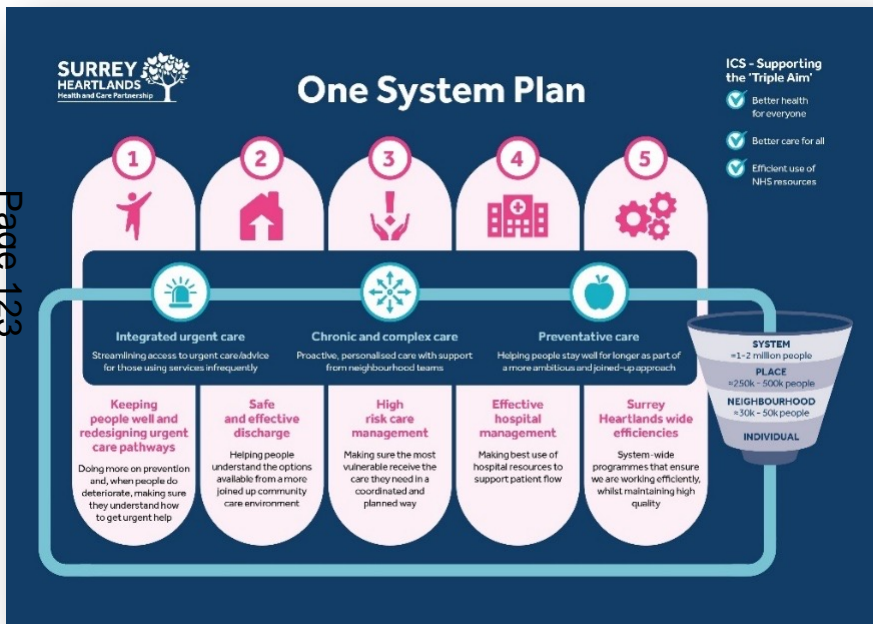 SURREY
HEARTLANDS
Health and Care Partnership
One System Plan
ICS - Supporting
the 'Triple Aim'
Better health
for everyone
Better care for all
Efficient use of
NHS resources
Page 123
1
2
3
4
5
Integrated urgent care
Streamlining access to urgent care/advice
for those using services infrequently
Chronic and complex care
Proactive, personalised care with support
from neighbourhood teams
Preventative care
Helping people stay well for longer as part of
a more ambitious and joined-up approach
SYSTEM
≈1-2 million people
PLACE
≈250k - 500k people
NEIGHBOURHOOD
≈30k - 50k people
INDIVIDUAL
Keeping
people well and
redesigning urgent
care pathways
Doing more on prevention
and, when people do
deteriorate, making sure
they understand how
to get urgent help
Safe
and effective
discharge
Helping people
understand the options
available from a more
joined up community
care environment
High
risk care
management
Making sure the most
vulnerable receive the
care they need in a
coordinated and
planned way
Effective
hospital
management
Making best use of
hospital resources to
support patient flow
Surrey
Heartlands wide
efficiencies
System-wide
programmes that ensure
we are working efficiently,
whilst maintaining high
quality